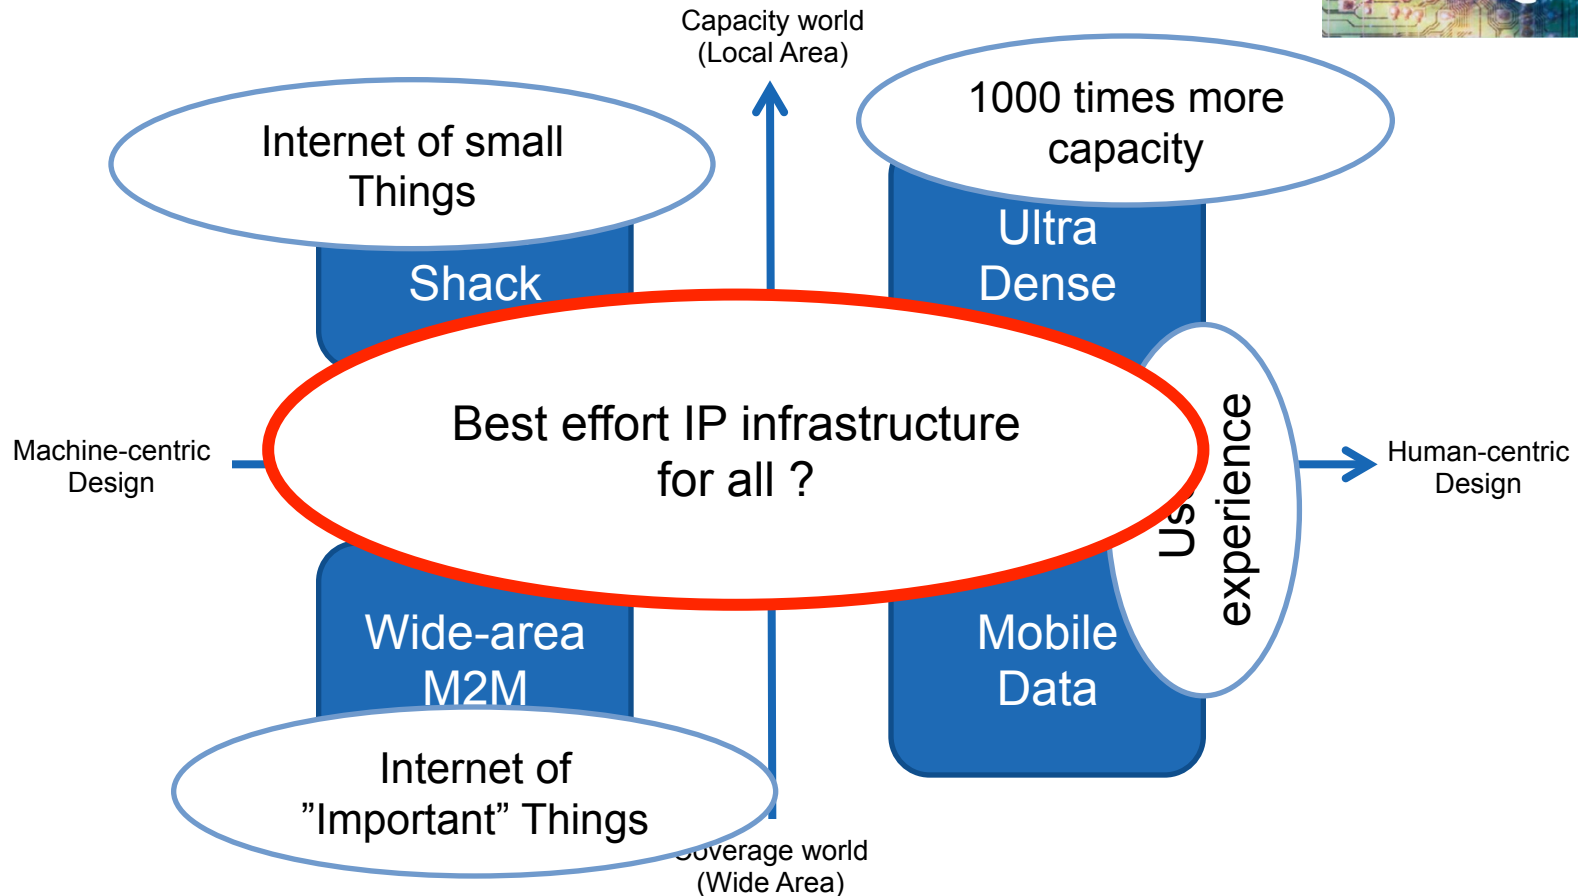 Capacity world
(Local Area)
1000 times more
capacity
Internet of small
Things
Ultra
Dense
Shack
Best effort IP infrastructure
for all ?
Machine-centric
Design
Human-centric
Design
experience
Wide-area
M2M
Mobile
Data
Internet of
”Important” Things
Coverage world
(Wide Area)